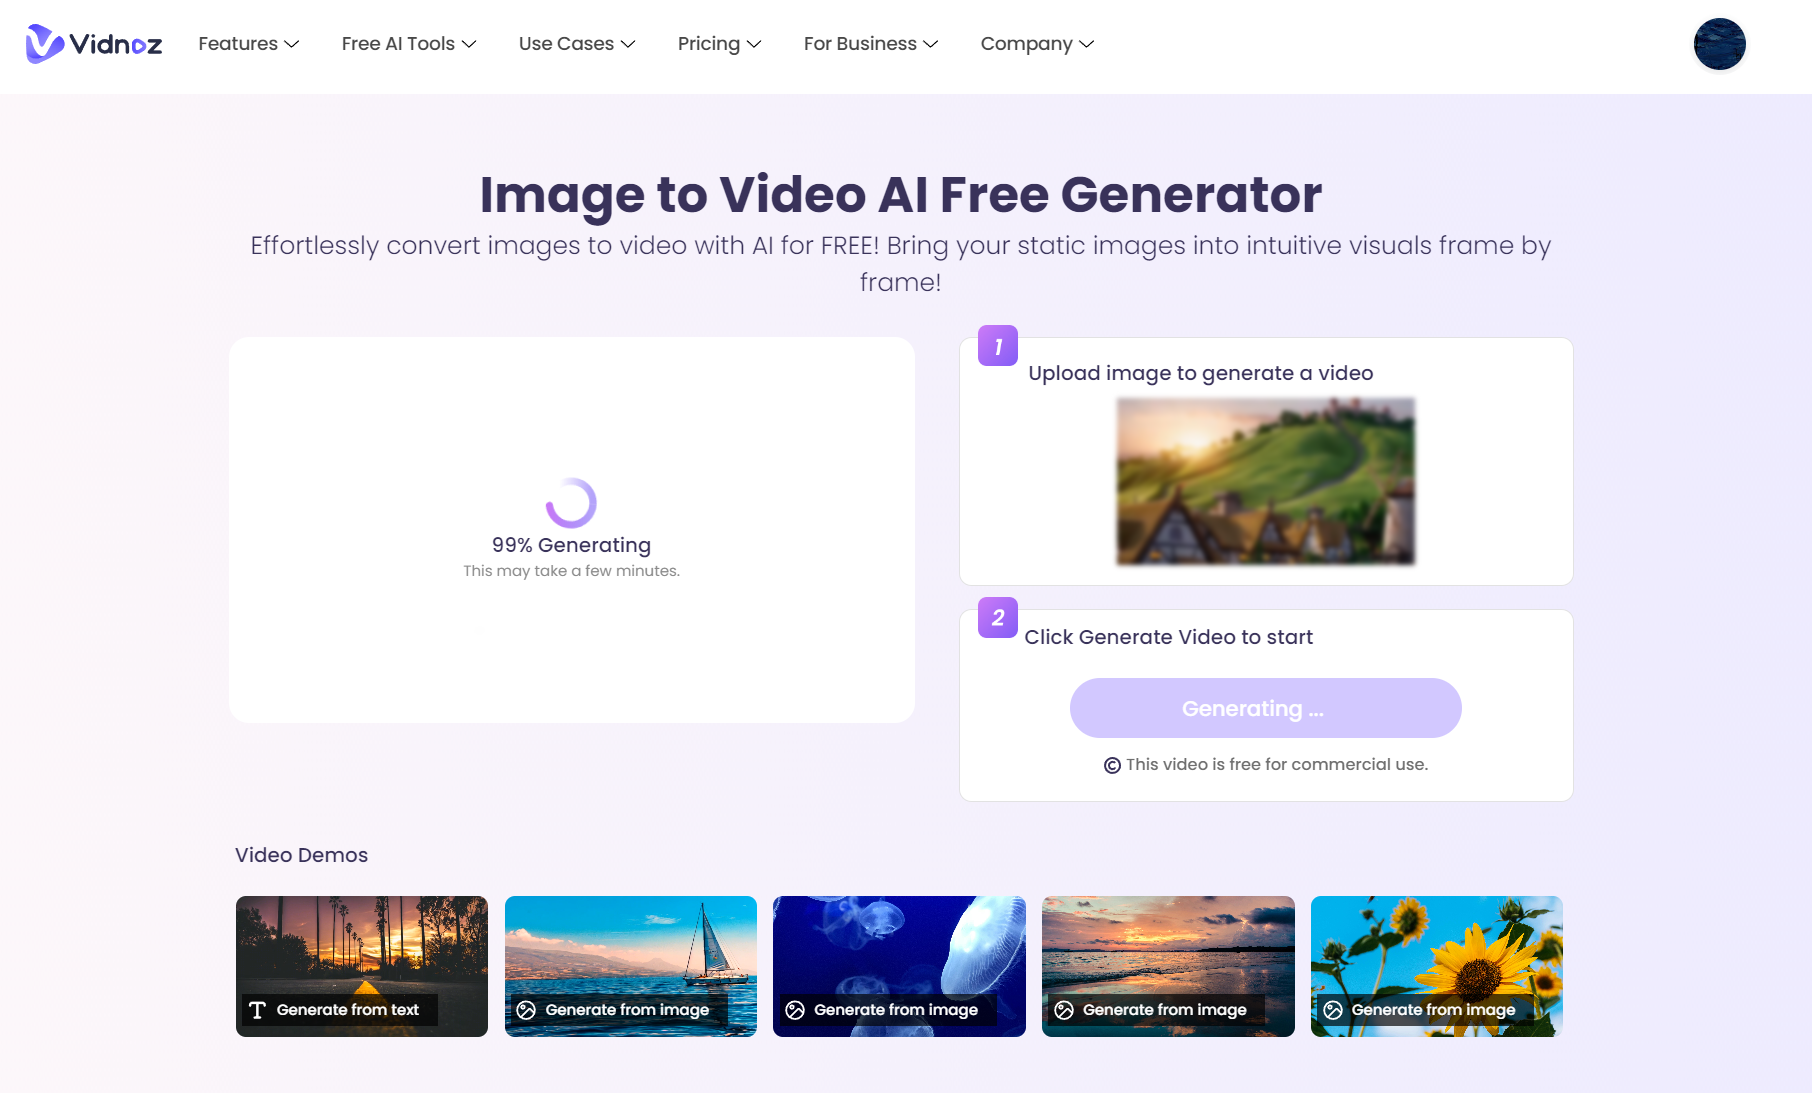 Vidnoz
Features
Free AI Tools
Use Cases
Pricing
For Business
Company
Image to Video AI Free Generator
Effortlessly convert images to video with AI for FREE! Bring your static images into intuitive visuals frame by
frame!
99% Generating
This may take a few minutes.
1
Upload image to generate a video
2
Click Generate Video to start
Generating ...
© This video is free for commercial use.
Video Demos
Generate from text
Generate from image
Generate from image
Generate from image
Generate from image